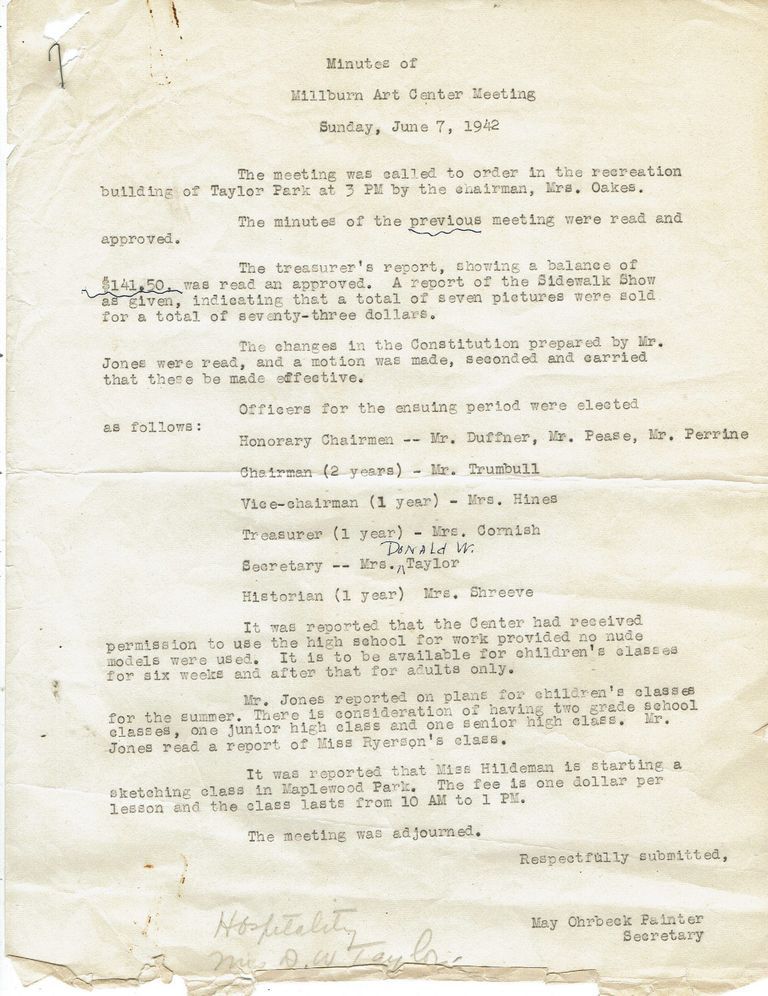 Minutes of
Millburn Art Center Meeting
Sunday, June 7, 1942
The meeting was called to order in the recreation
building of Taylor Park at 3 PM by the chairman, Mrs. Oakes.
The minutes of the previous meeting were read and
approved.
The treasurer's report, showing a balance of
$141.50, was read an approved. A report of the Sidewalk Show
as given, indicating that a total of seven pictures were sold
for a total of seventy-three dollars.
The changes in the Constitution prepared by Mr.
Jones were read, and a motion was made, seconded and carried
that these be made effective.
Officers for the ensuing period were elected
as follows:
Honorary Chairmen -- Mr. Duffner, Mr. Pease, Mr. Perrine
Chairman (2 years) - Mr. Trumbull
Vice-chairman (1 year) - Mrs. Hines
Treasurer (1 year) - Mrs. Cornish
DONALD W.
Secretary -- Mrs. Taylor
Historian (1 year) Mrs. Shreeve
It was reported that the Center had received
permission to use the high school for work provided no nude
models were used. It is to be available for children's classes
for six weeks and after that for adults only.
Mr. Jones reported on plans for children's classes
for the summer. There is consideration of having two grade school
classes, one junior high class and one senior high class. Mr.
Jones read a report of Miss Ryerson's class.
It was reported that Miss Hildeman is starting a
sketching class in Maplewood Park. The fee is one dollar per
lesson and the class lasts from 10 AM to 1 PM.
The meeting was adjourned.
Respectfully submitted,
May Ohrbeck Painter
Secretary
Hospitality
Mrs D. W Taylor.